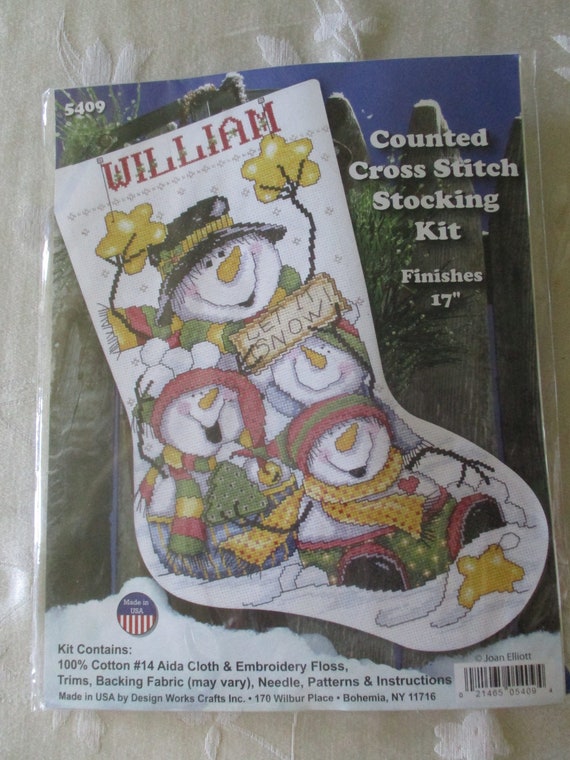 5409
WILLIAM
Counted
Cross Stitch
Stocking
Kit
Finishes
17"
LET IT
SNOW!
Made in
USA
Kit Contains:
100% Cotton #14 Aida Cloth & Embroidery Floss,
Trims, Backing Fabric (may vary), Needle, Patterns & Instructions
Made in USA by Design Works Crafts Inc. • 170 Wilbur Place • Bohemia, NY 11716
© Joan Elliott
0 21465 05409 4